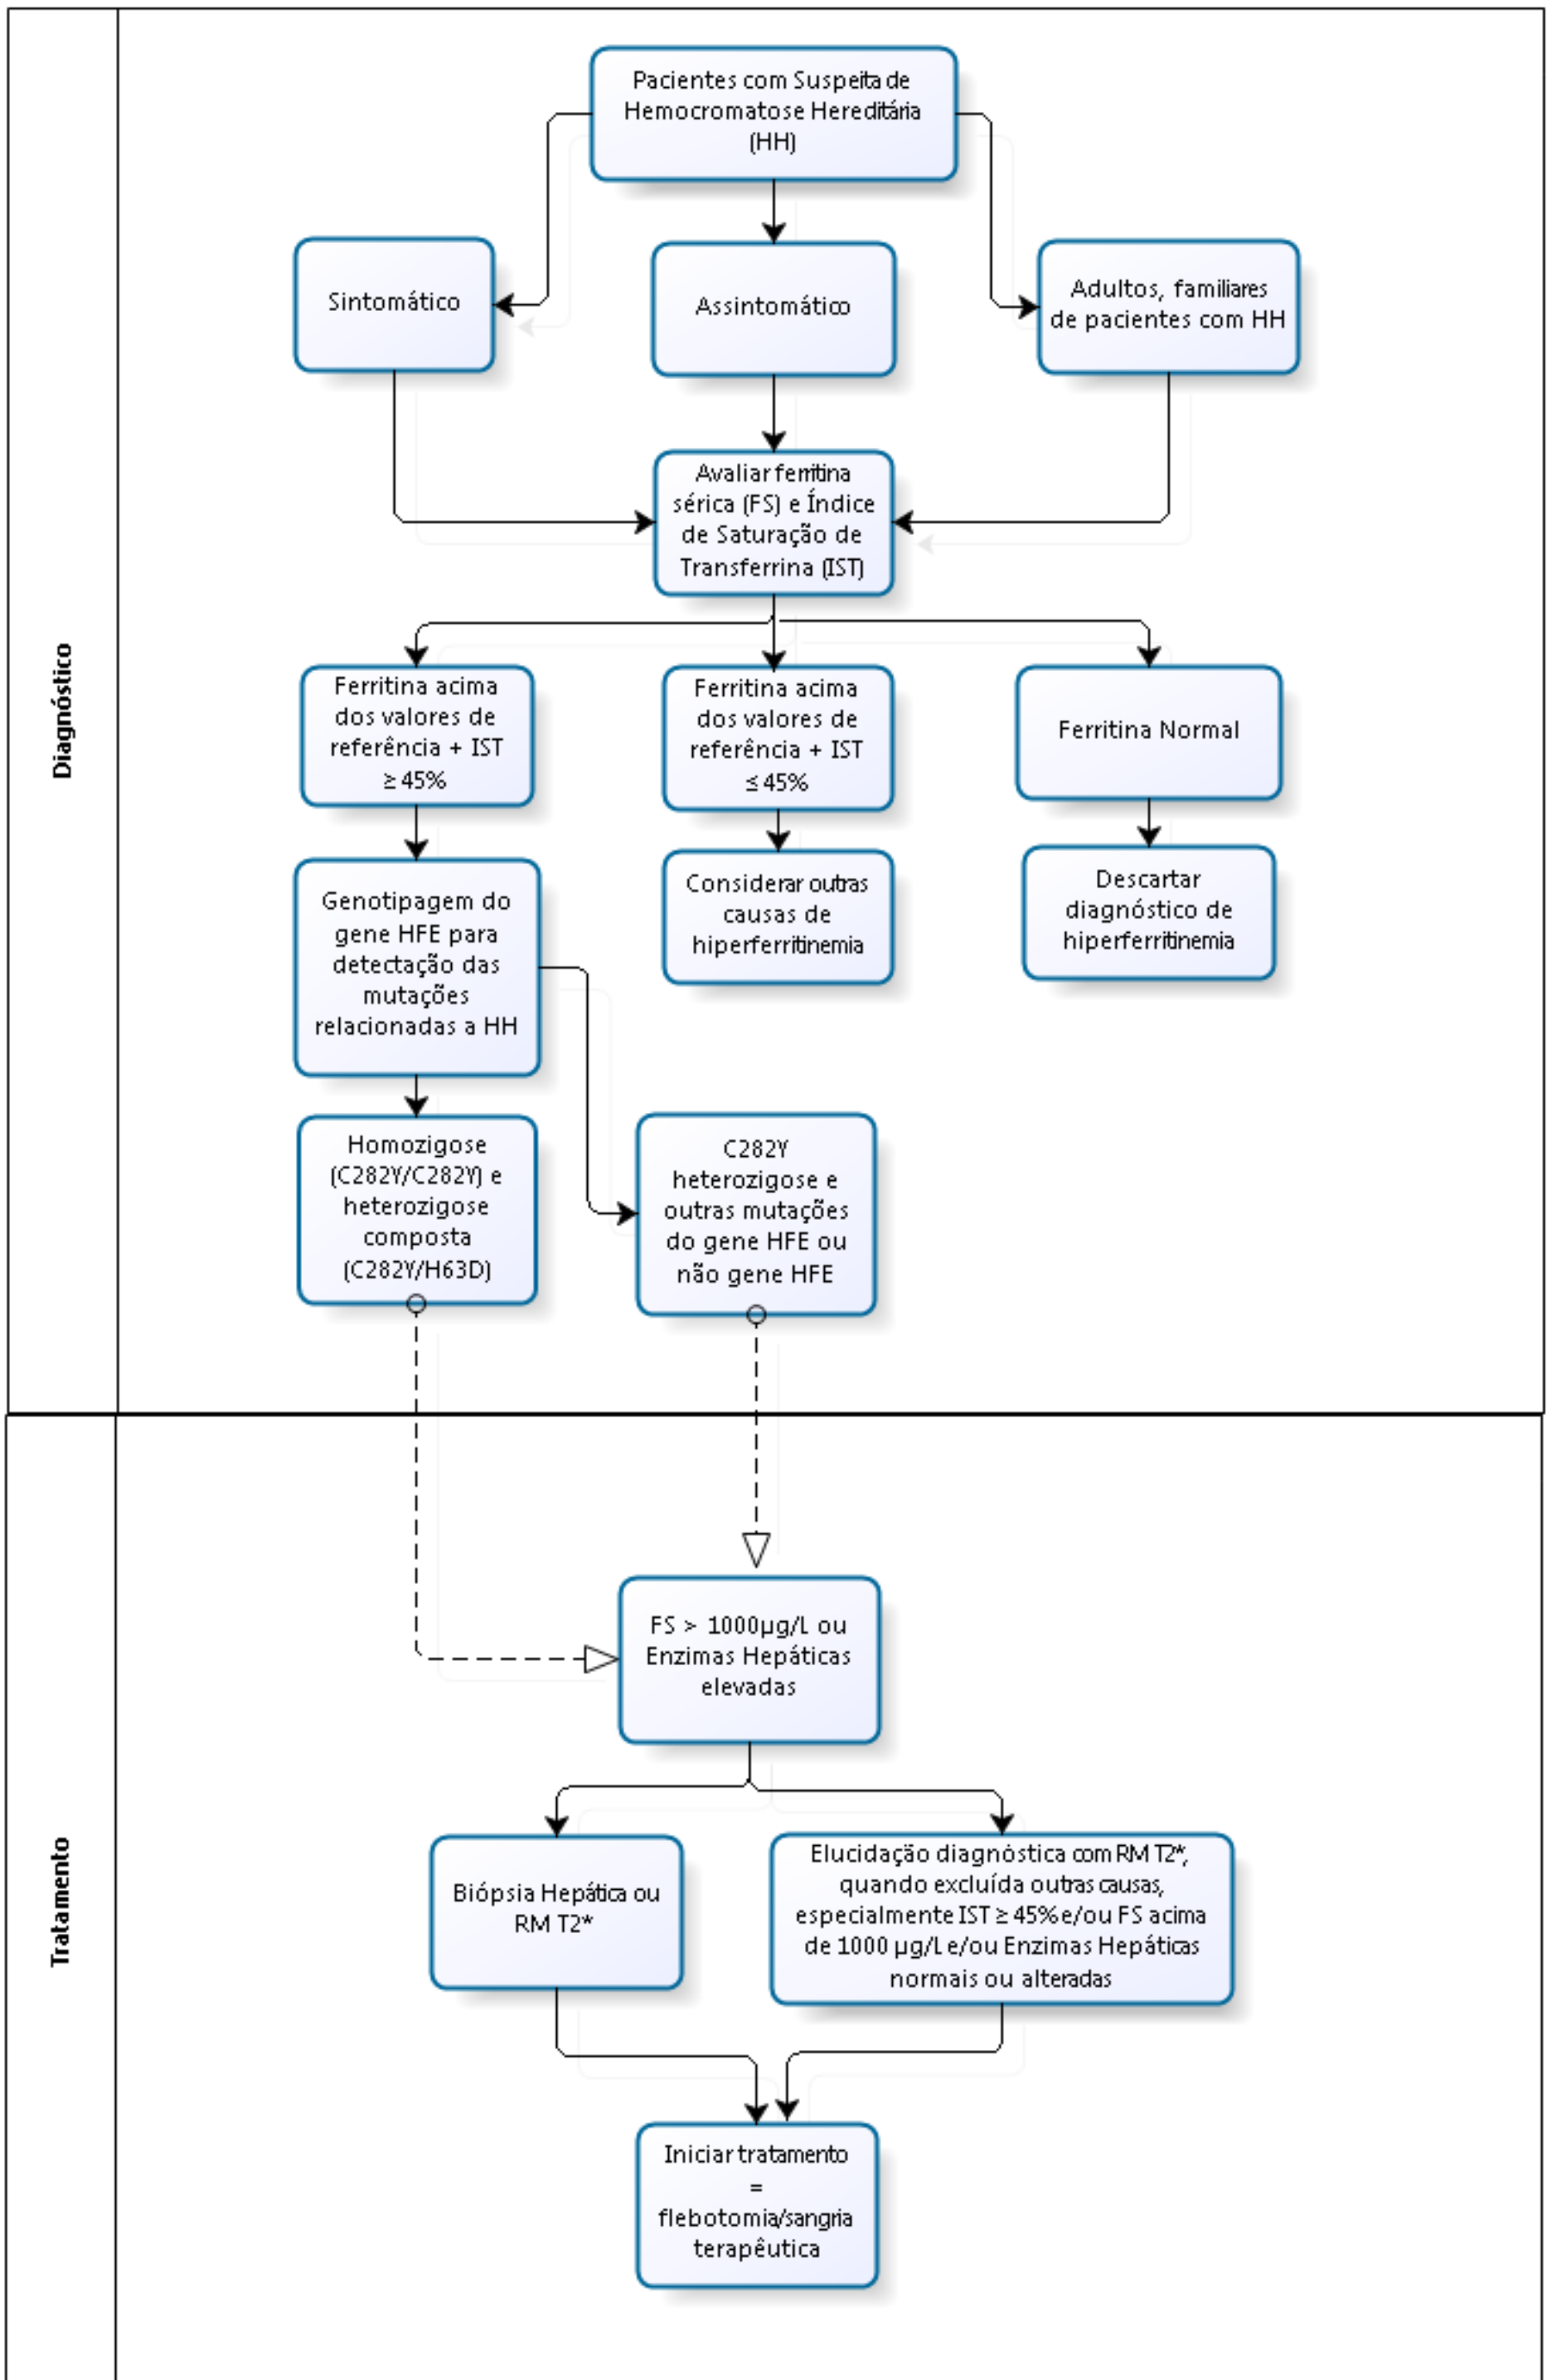 Diagnóstico
Pacientes com Suspeita de
Hemocromatose Hereditária
(HH)
Sintomático
Assintomático
Adultos, familiares
de pacientes com HH
Avaliar ferritina
sérica (FS) e Índice
de Saturação de
Transferrina (IST)
Ferritina acima
dos valores de
referência + IST
≥ 45%
Ferritina acima
dos valores de
referência + IST
≤ 45%
Ferritina Normal
Genotipagem do
gene HFE para
detectação das
mutações
relacionadas a HH
Considerar outras
causas de
hiperferritinemia
Descartar
diagnóstico de
hiperferritinemia
Homozigose
(C282Y/C282Y) e
heterozigose
composta
(C282Y/H63D)
C282Y
heterozigose e
outras mutações
do gene HFE ou
não gene HFE
Tratamento
FS > 1000µg/L ou
Enzimas Hepáticas
elevadas
Biópsia Hepática ou
RM T2*
Elucidação diagnóstica com RM T2*,
quando excluída outras causas,
especialmente IST ≥ 45% e/ou FS acima
de 1000 µg/L e/ou Enzimas Hepáticas
normais ou alteradas
Iniciar tratamento
=
flebotomia/sangria
terapêutica